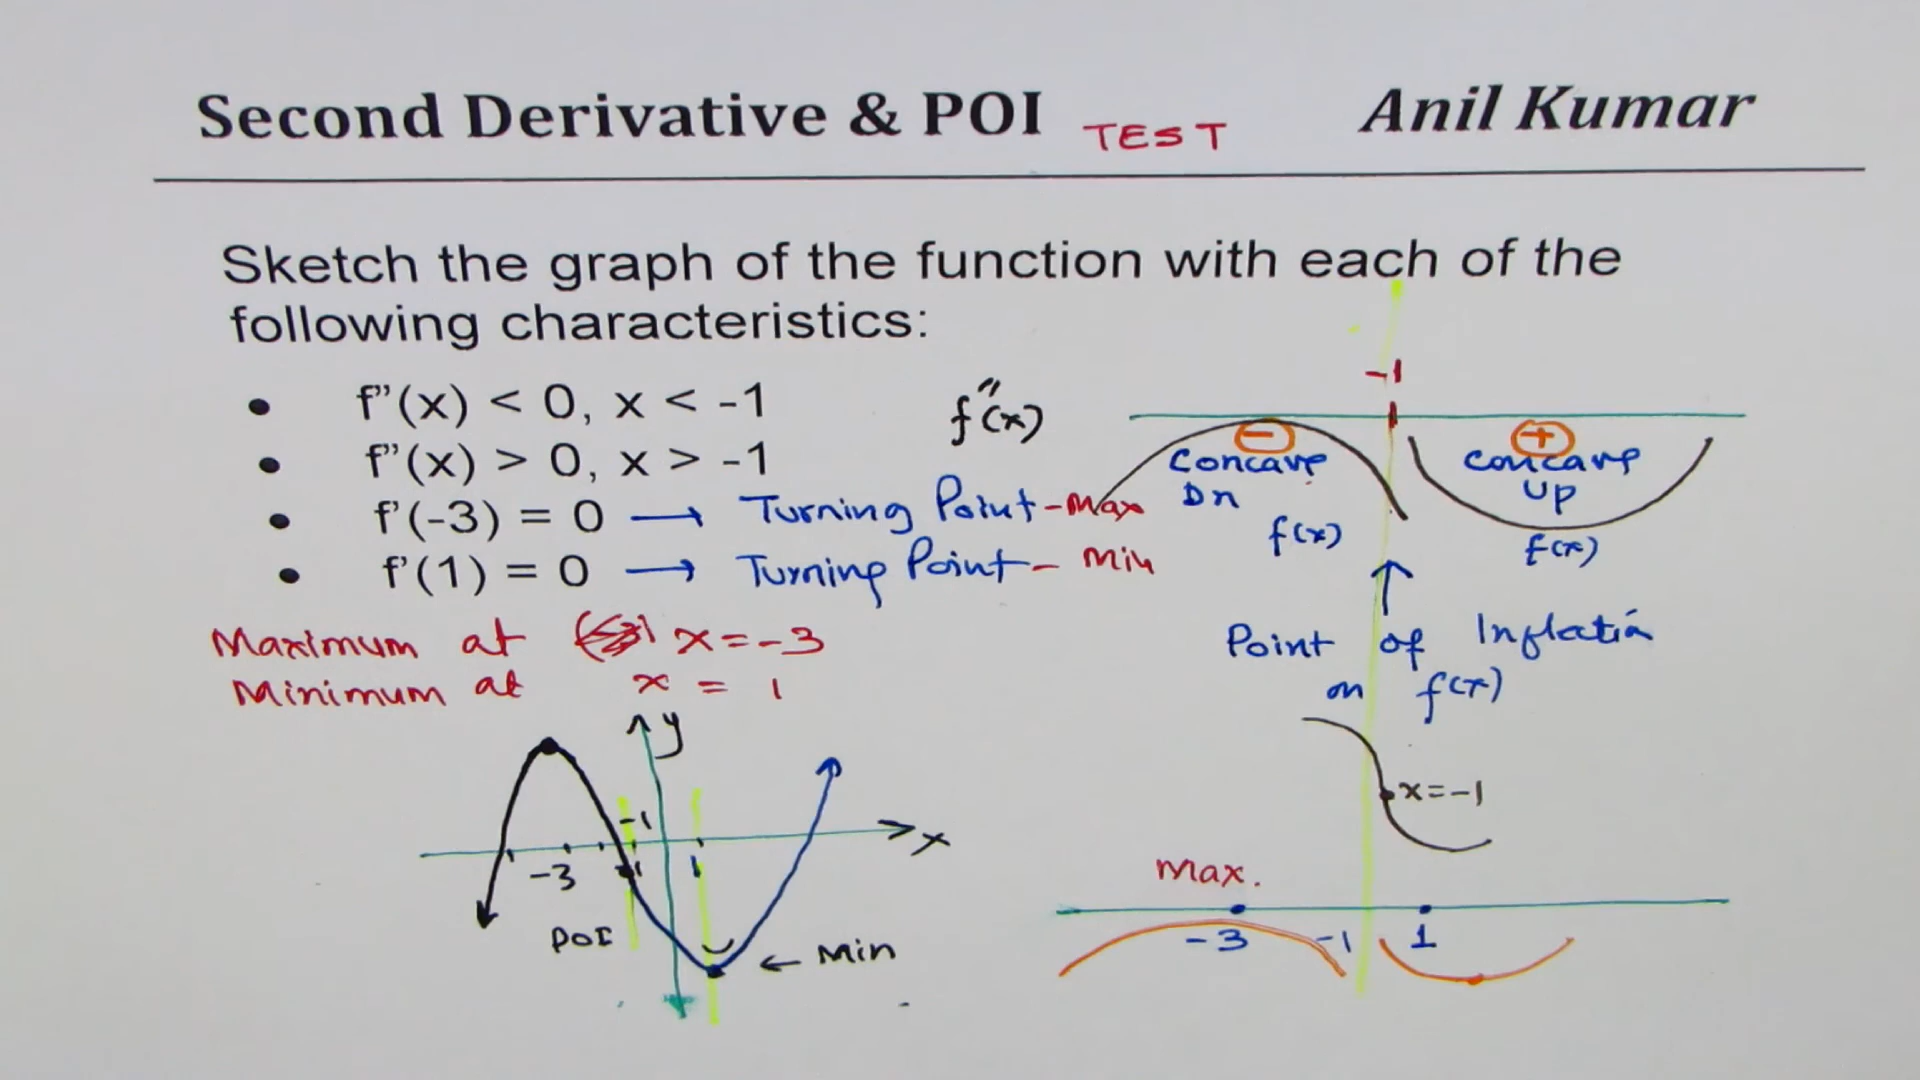 Second Derivative & POI TEST Anil Kumar
Sketch the graph of the function with each of the
following characteristics:
• f"(x) < 0, x < -1
• f"(x) > 0, x > -1
• f'(-3) = 0 → Turning Point - Max
• f'(1) = 0 → Turning Point - Min
Maximum at x = -3
Minimum at x = 1
f"(x)
-1
−
+
Concave
Dn
f(x)
Concave
Up
f(x)
Point of Inflection
on f(x)
x = -1
Max.
-3 -1 1
y
x
-1
-3 -1 1
POI
← Min